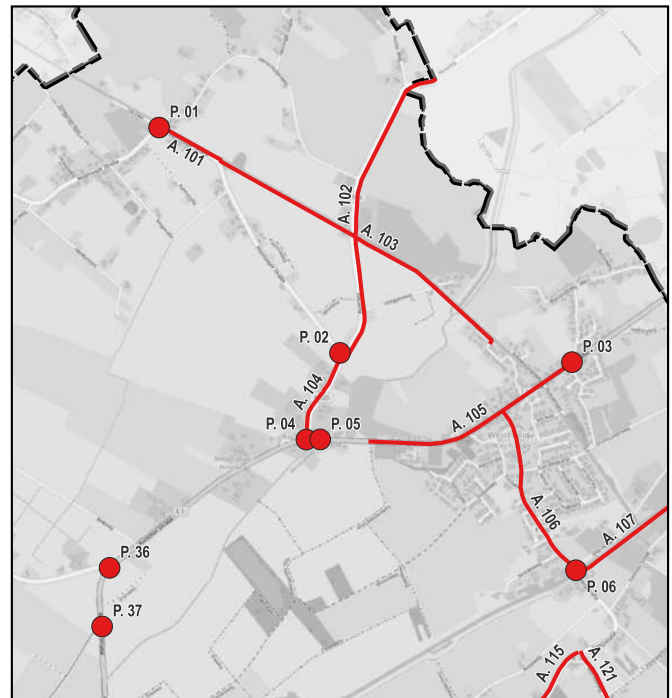 P. 01
A. 101
A. 102
A. 103
P. 02
P. 03
A. 104
P. 04
P. 05
A. 105
A. 106
A. 107
P. 36
P. 06
P. 37
A. 115
A. 121